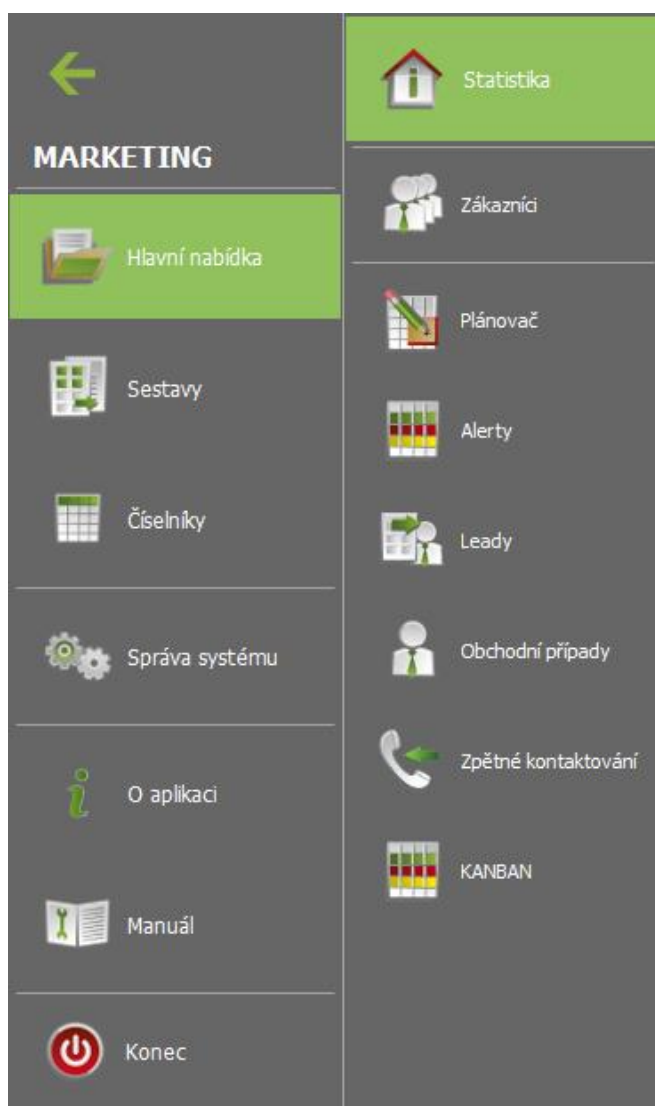 MARKETING
Hlavní nabídka
Sestavy
Číselníky
Správa systému
O aplikaci
Manuál
Konec
Statistika
Zákazníci
Plánovač
Alerty
Leady
Obchodní případy
Zpětné kontaktování
KANBAN